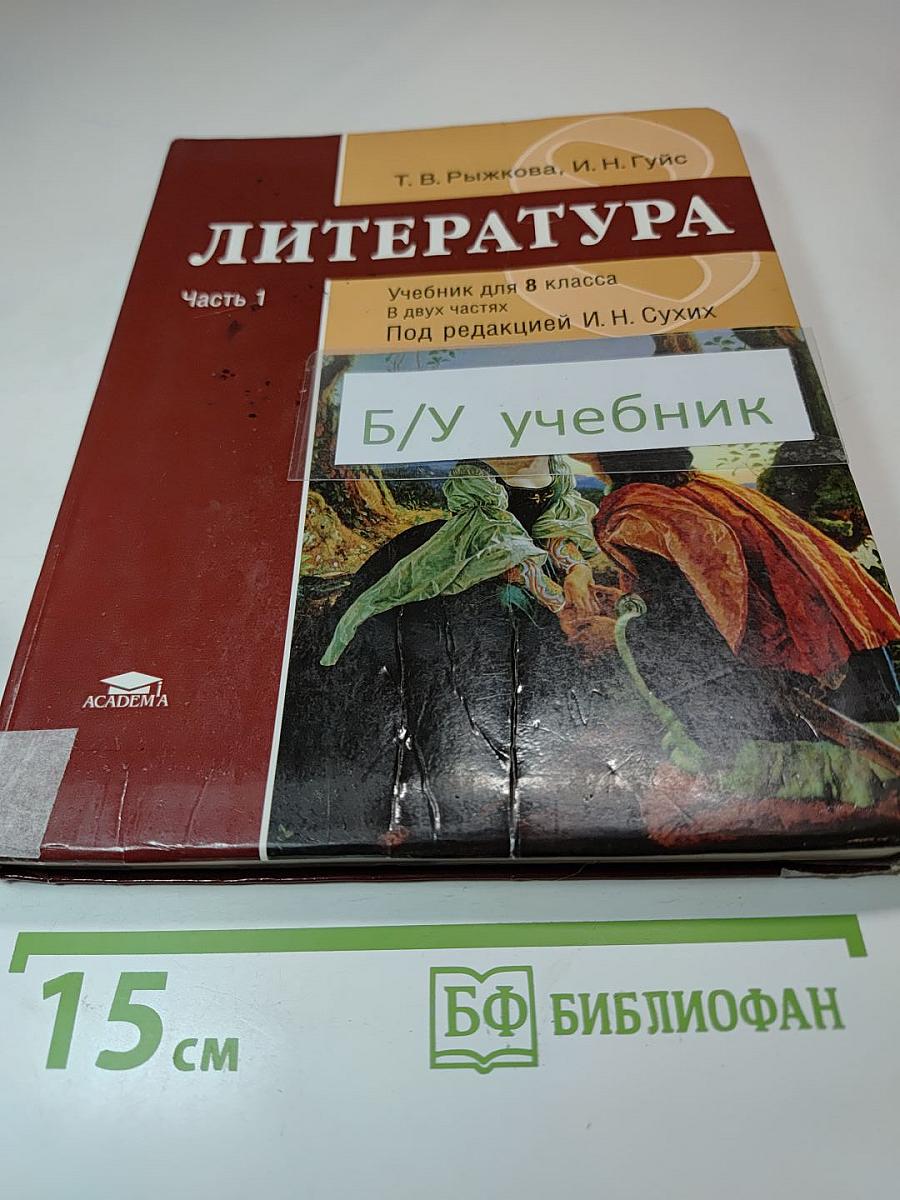 Т. В. Рыжкова, И. Н. Гуйс
ЛИТЕРАТУРА
Часть 1
Учебник для 8 класса
В двух частях
Под редакцией И. Н. Сухих
Б/У учебник
ACADEMA
15 см
БФ БИБЛИОФАН